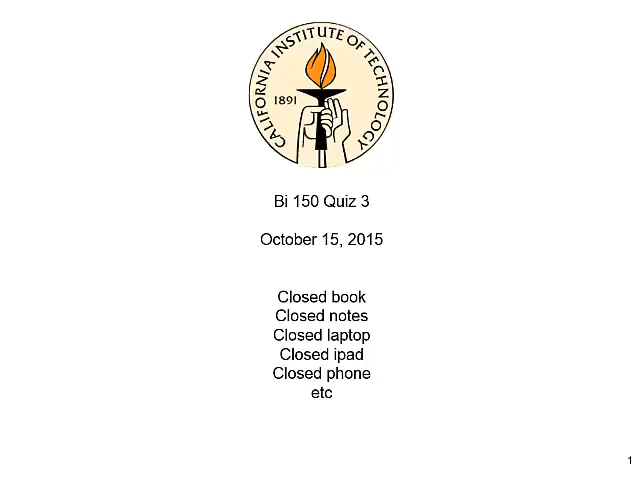 CALIFORNIA INSTITUTE OF TECHNOLOGY
1891
Bi 150 Quiz 3
October 15, 2015
Closed book
Closed notes
Closed laptop
Closed ipad
Closed phone
etc
1